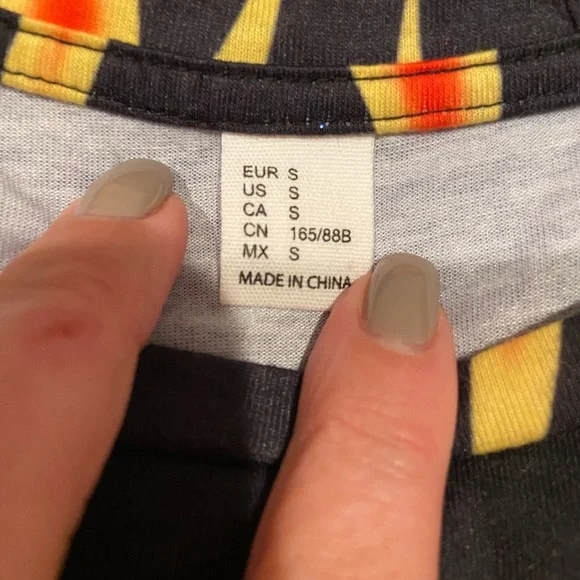 EUR S
US S
CA S
CN 165/88B
MX S
MADE IN CHINA